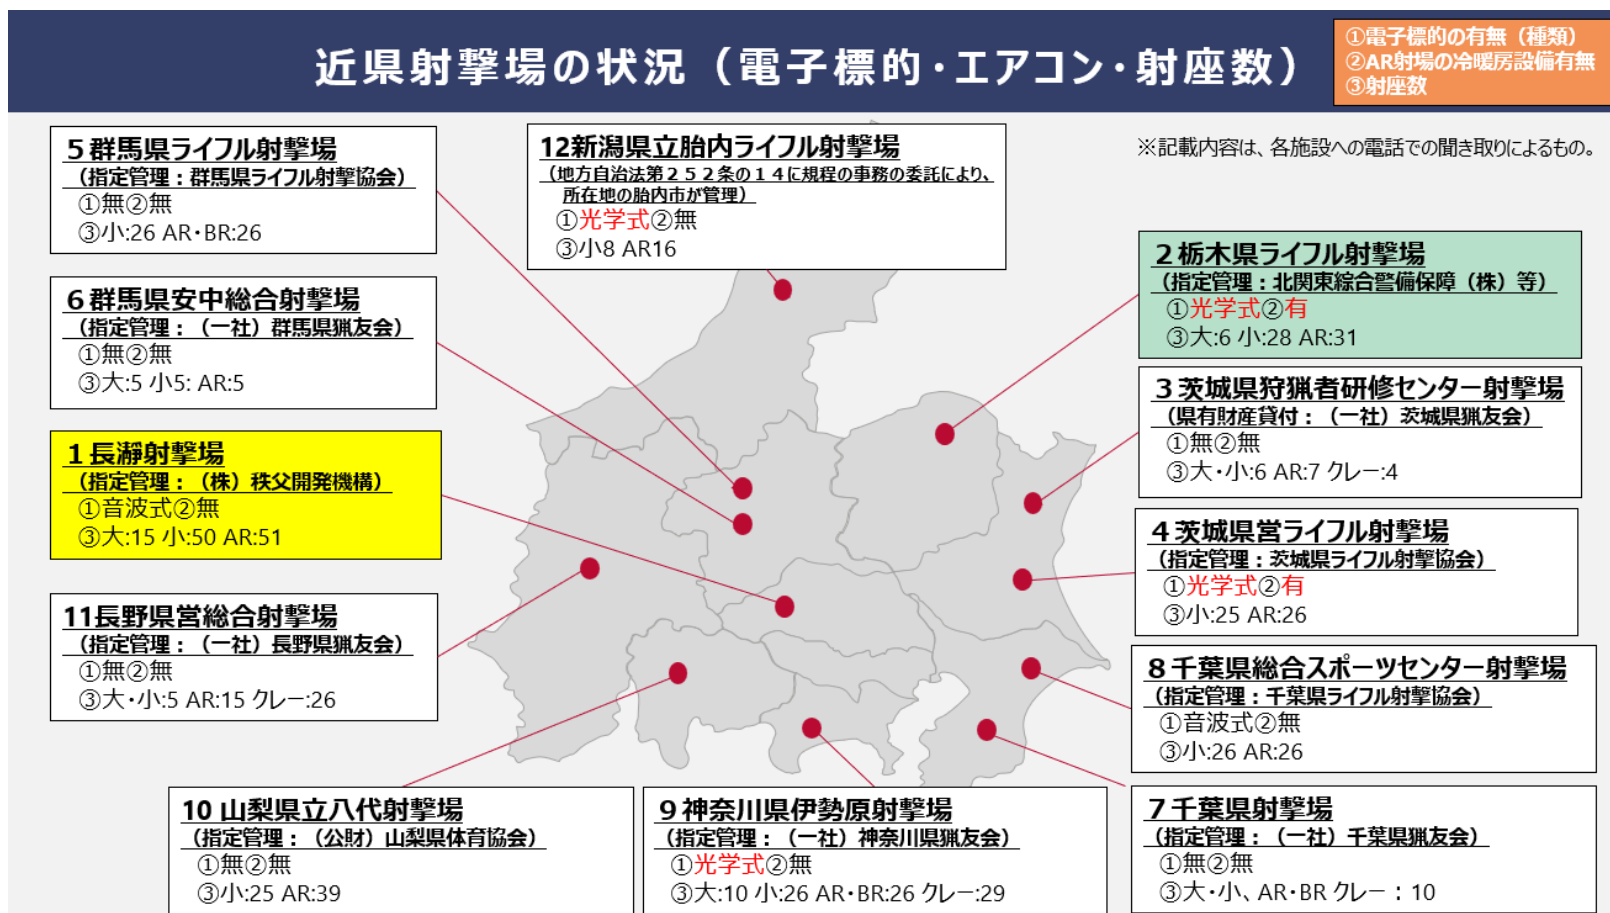 近県射撃場の状況（電子標的・エアコン・射座数）
①電子標的の有無（種類）
②AR射場の冷暖房設備有無
③射座数
※記載内容は、各施設への電話での聞き取りによるもの。
5 群馬県ライフル射撃場
（指定管理：群馬県ライフル射撃協会）
①無②無
③小:26 AR・BR:26
12新潟県立胎内ライフル射撃場
（地方自治法第２５２条の１４に規程の事務の委託により、
所在地の胎内市が管理）
①光学式②無
③小8 AR16
2 栃木県ライフル射撃場
（指定管理：北関東綜合警備保障（株）等）
①光学式②有
③大:6 小:28 AR:31
6 群馬県安中総合射撃場
（指定管理：（一社）群馬県猟友会）
①無②無
③大:5 小5: AR:5
3 茨城県狩猟者研修センター射撃場
（県有財産貸付：（一社）茨城県猟友会）
①無②無
③大・小:6 AR:7 クレー:4
1 長瀞射撃場
（指定管理：（株）秩父開発機構）
①音波式②無
③大:15 小:50 AR:51
4 茨城県営ライフル射撃場
（指定管理：茨城県ライフル射撃協会）
①光学式②有
③小:25 AR:26
11長野県営総合射撃場
（指定管理：（一社）長野県猟友会）
①無②無
③大・小:5 AR:15 クレー:26
8 千葉県総合スポーツセンター射撃場
（指定管理：千葉県ライフル射撃協会）
①音波式②無
③小:26 AR:26
10 山梨県立八代射撃場
（指定管理：（公財）山梨県体育協会）
①無②無
③小:25 AR:39
9 神奈川県伊勢原射撃場
（指定管理：（一社）神奈川県猟友会）
①光学式②無
③大:10 小:26 AR・BR:26 クレー:29
7 千葉県射撃場
（指定管理：（一社）千葉県猟友会）
①無②無
③大・小、AR・BR クレー：10